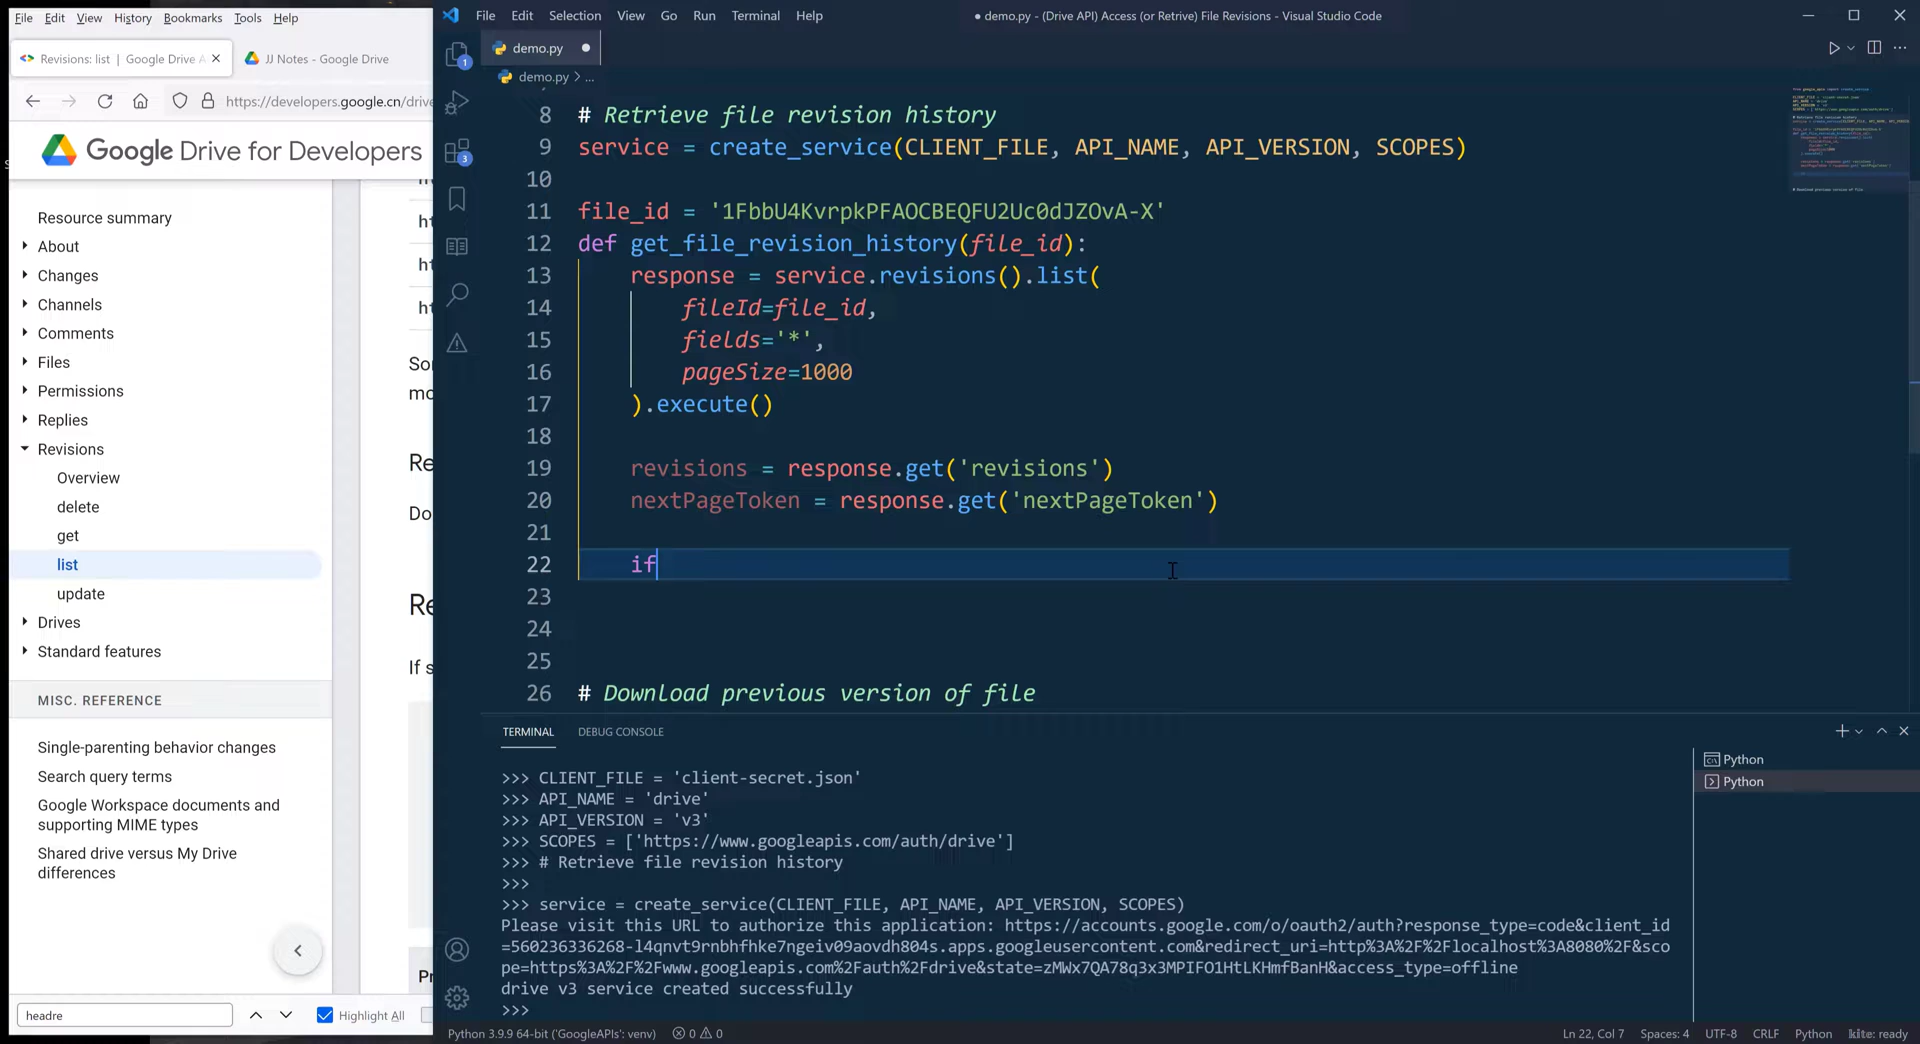 File Edit View History Bookmarks Tools Help
Revisions: list | Google Drive A
JJ Notes - Google Drive
https://developers.google.cn/drive
Google Drive for Developers
Resource summary
About
Changes
Channels
Comments
Files
Permissions
Replies
Revisions
Overview
delete
get
list
update
Drives
Standard features
MISC. REFERENCE
Single-parenting behavior changes
Search query terms
Google Workspace documents and
supporting MIME types
Shared drive versus My Drive
differences
ht
ht
Re
Do
Re
If s
Pr
headre
Highlight All
File Edit Selection View Go Run Terminal Help
● demo.py - (Drive API) Access (or Retrive) File Revisions - Visual Studio Code
demo.py
demo.py > ...
1
3
8 # Retrieve file revision history
9 service = create_service(CLIENT_FILE, API_NAME, API_VERSION, SCOPES)
10
11 file_id = '1FbbU4KvrpkPFAOCBEQFU2Uc0dJZOvA-X'
12 def get_file_revision_history(file_id):
13 response = service.revisions().list(
14 fileId=file_id,
15 fields='*',
16 pageSize=1000
17 ).execute()
18
19 revisions = response.get('revisions')
20 nextPageToken = response.get('nextPageToken')
21
22 if
23
24
25
26 # Download previous version of file
TERMINAL DEBUG CONSOLE
>>> CLIENT_FILE = 'client-secret.json'
>>> API_NAME = 'drive'
>>> API_VERSION = 'v3'
>>> SCOPES = ['https://www.googleapis.com/auth/drive']
>>> # Retrieve file revision history
>>>
>>> service = create_service(CLIENT_FILE, API_NAME, API_VERSION, SCOPES)
Please visit this URL to authorize this application: https://accounts.google.com/o/oauth2/auth?response_type=code&client_id
=560236336268-l4qnvt9rnbhfhke7ngeiv09aovdh804s.apps.googleusercontent.com&redirect_uri=http%3A%2F%2Flocalhost%3A8080%2F&sco
pe=https%3A%2F%2Fwww.googleapis.com%2Fauth%2Fdrive&state=zMWx7QA78q3x3MPIFO1HtLKHmfBanH&access_type=offline
drive v3 service created successfully
>>>
Python
Python
Python 3.9.9 64-bit ('GoogleAPIs': venv) 0 0
Ln 22, Col 7 Spaces: 4 UTF-8 CRLF Python kite: ready